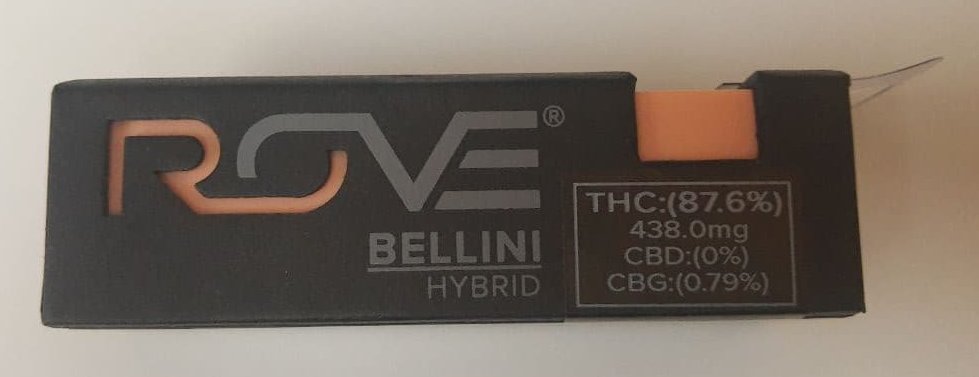 ROVE®
BELLINI
HYBRID
THC:(87.6%)
438.0mg
CBD:(0%)
CBG:(0.79%)